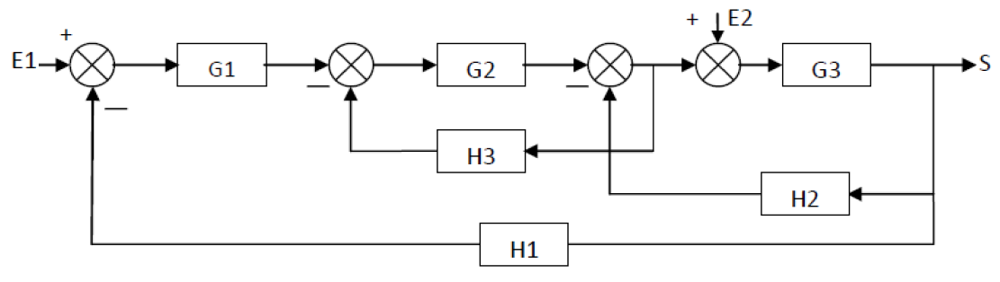 + E2
+
E1 G1 G2 G3 S
— — —
H3
H2
H1